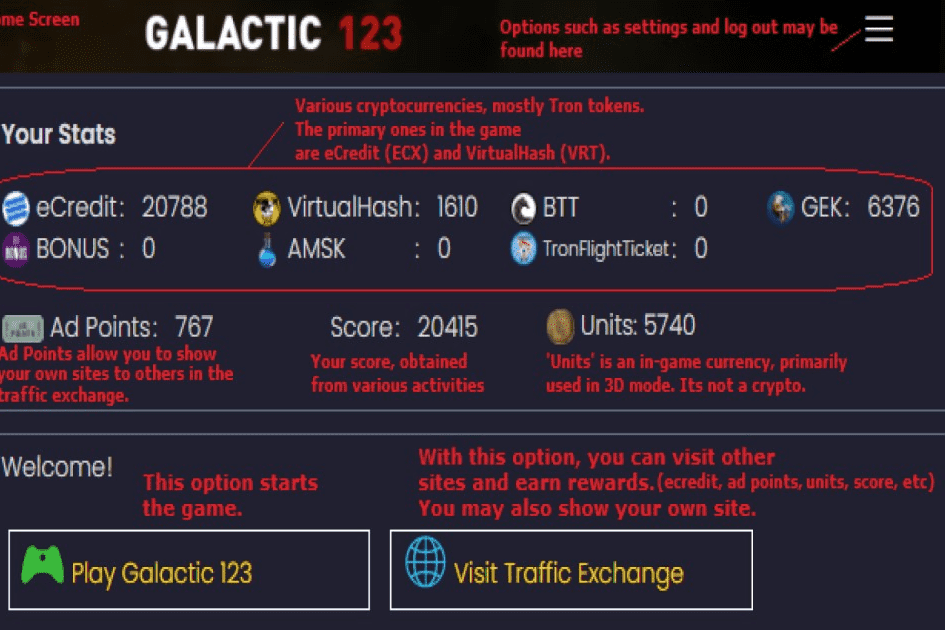 ome Screen
GALACTIC 123
Options such as settings and log out may be
found here
Various cryptocurrencies, mostly Tron tokens.
The primary ones in the game
are eCredit (ECX) and VirtualHash (VRT).
Your Stats
eCredit: 20788 VirtualHash: 1610 BTT : 0 GEK: 6376
BONUS : 0 AMSK : 0 TronFlightTicket: 0
Ad Points: 767 Score: 20415 Units: 5740
Ad Points allow you to show
your own sites to others in the
traffic exchange.
Your score, obtained
from various activities
'Units' is an in-game currency, primarily
used in 3D mode. Its not a crypto.
Welcome!
This option starts
the game.
With this option, you can visit other
sites and earn rewards.(ecredit, ad points, units, score, etc)
You may also show your own site.
Play Galactic 123
Visit Traffic Exchange